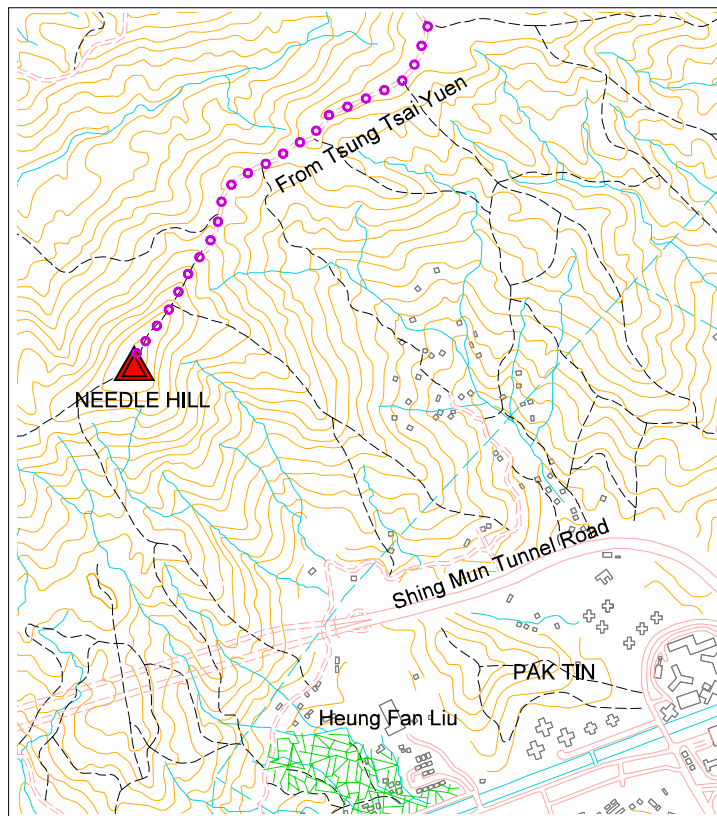 From Tsung Tsai Yuen
NEEDLE HILL
Shing Mun Tunnel Road
PAK TIN
Heung Fan Liu